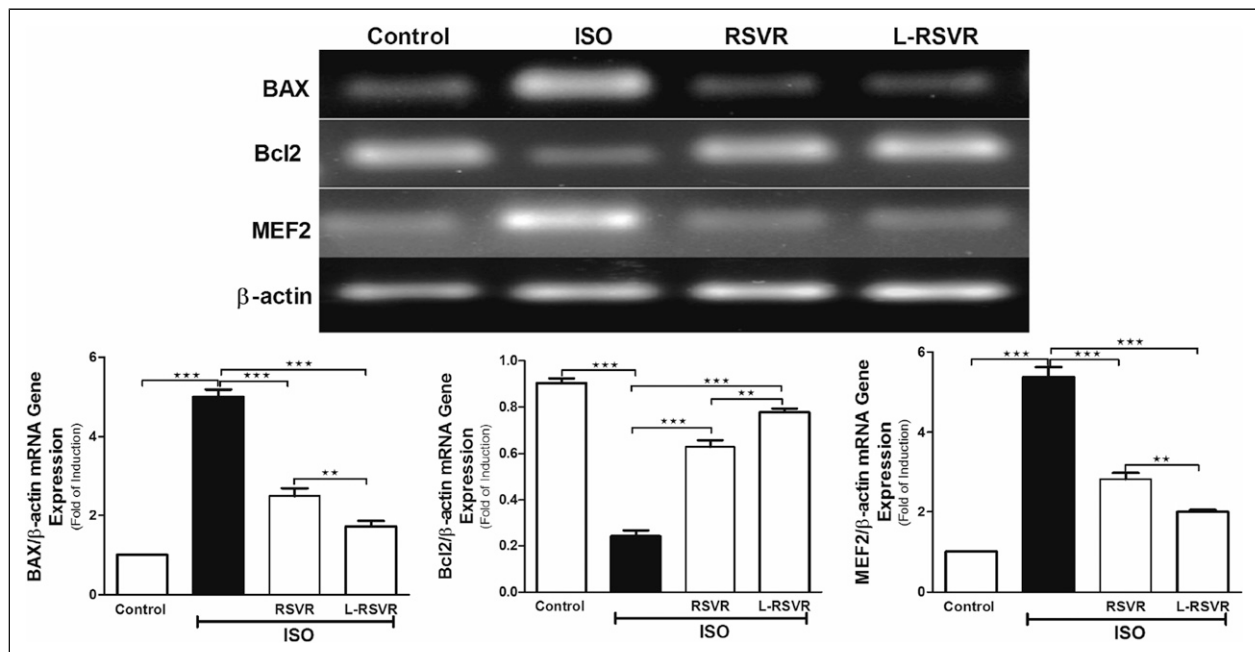 Control ISO RSVR L-RSVR
BAX
Bcl2
MEF2
β-actin
BAX/β-actin mRNA Gene
Expression
(Fold of Induction)
6
4
2
0
★★★
★★★
★★★
★★
Control RSVR L-RSVR
ISO
Bcl2/β-actin mRNA Gene
Expression
(Fold of Induction)
1.0
0.8
0.6
0.4
0.2
0.0
★★★
★★★
★★
★★★
Control RSVR L-RSVR
ISO
MEF2/β-actin mRNA Gene
Expression
(Fold of Induction)
6
4
2
0
★★★
★★★
★★★
★★
Control RSVR L-RSVR
ISO